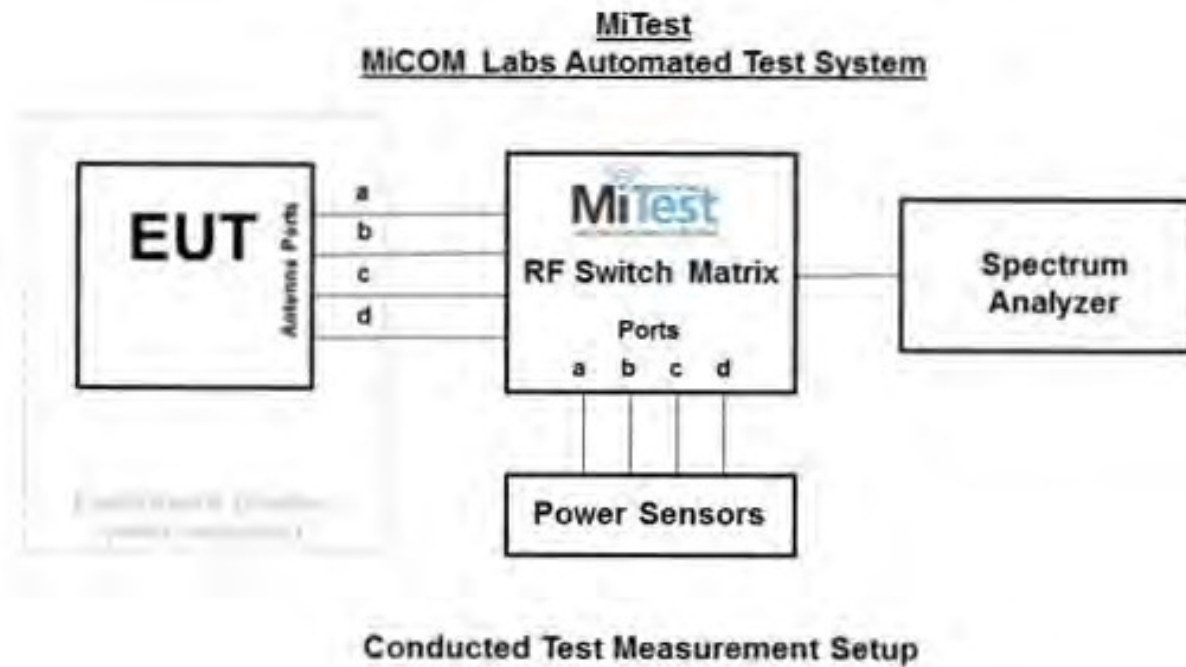 MiTest
MiCOM Labs Automated Test System
EUT
Antenna Ports
a
b
c
d
MiTest
RF Switch Matrix
Ports
a b c d
Spectrum
Analyzer
Power Sensors
Conducted Test Measurement Setup